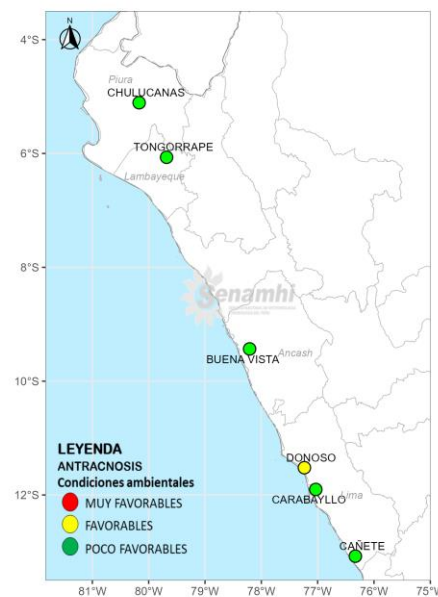 N
4°S
Piura
CHULUCANAS
6°S
TONGORRAPE
Lambayeque
8°S
Senamhi
BUENA VISTA
Ancash
10°S
LEYENDA
ANTRACNOSIS
Condiciones ambientales
MUY FAVORABLES
FAVORABLES
POCO FAVORABLES
DONOSO
12°S
CARABAYLLO
Lima
CAÑETE
81°W 80°W 79°W 78°W 77°W 76°W 75°W